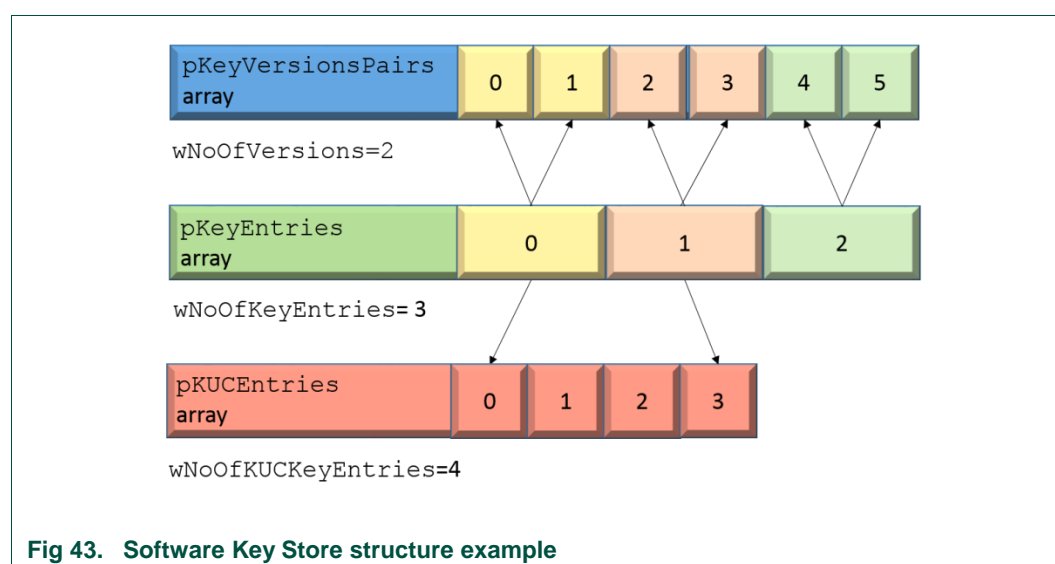 pKeyVersionsPairs
array
0 1 2 3 4 5
wNoOfVersions=2
pKeyEntries
array
0 1 2
wNoOfKeyEntries= 3
pKUCEntries
array
0 1 2 3
wNoOfKUCKeyEntries=4
Fig 43. Software Key Store structure example